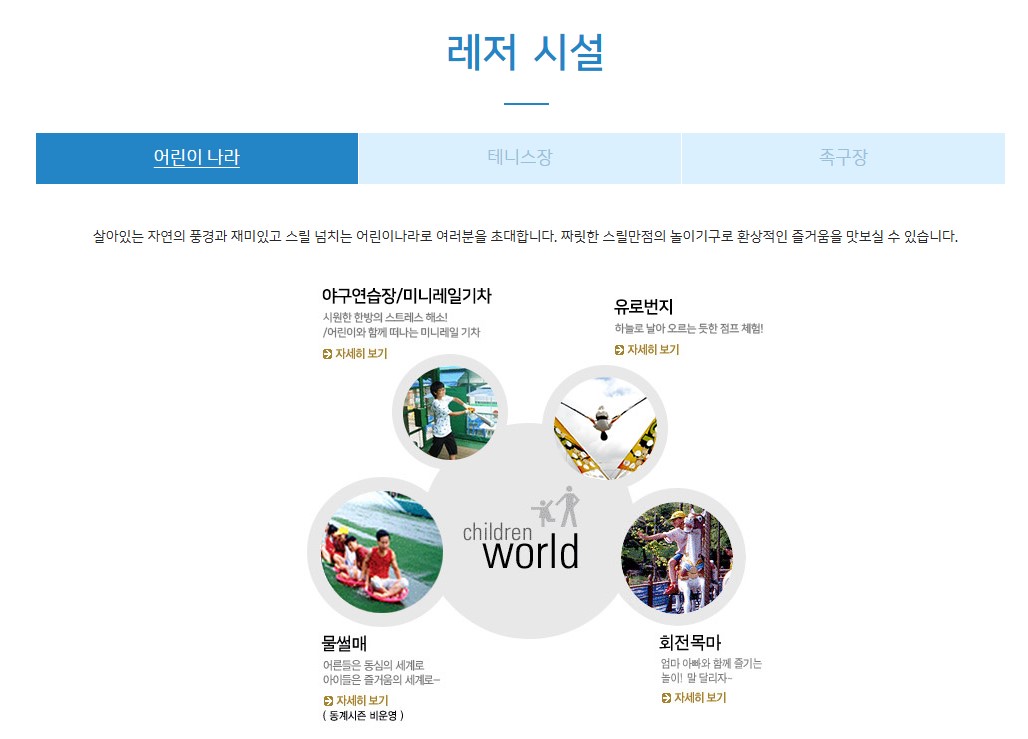 레저 시설
어린이 나라
테니스장
족구장
살아있는 자연의 풍경과 재미있고 스릴 넘치는 어린이나라로 여러분을 초대합니다. 짜릿한 스릴만점의 놀이기구로 환상적인 즐거움을 맛보실 수 있습니다.
야구연습장/미니레일기차
시원한 한방의 스트레스 해소!
/어린이와 함께 떠나는 미니레일 기차
자세히 보기
유로번지
하늘로 날아 오르는 듯한 점프 체험!
자세히 보기
children
world
물썰매
어른들은 동심의 세계로
아이들은 즐거움의 세계로~
자세히 보기
( 동계시즌 비운영 )
회전목마
엄마 아빠와 함께 즐기는
놀이! 말 달리자~
자세히 보기